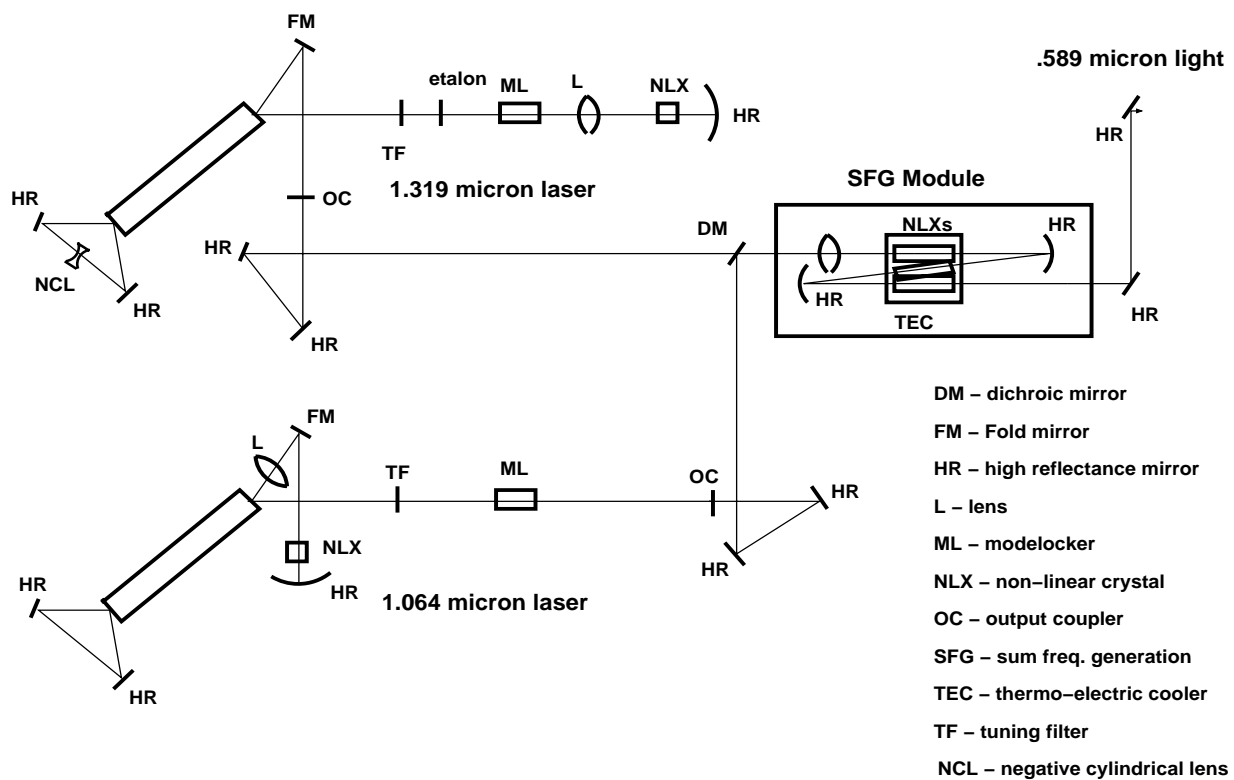 FM
.589 micron light
etalon
ML
L
NLX
HR
HR
TF
SFG Module
1.319 micron laser
OC
HR
DM
NLXs
HR
HR
NCL
HR
HR
TEC
HR
HR
DM – dichroic mirror
FM
FM – Fold mirror
L
TF
ML
OC
HR – high reflectance mirror
HR
L – lens
ML – modelocker
NLX
HR
HR
HR
NLX – non–linear crystal
1.064 micron laser
OC – output coupler
SFG – sum freq. generation
HR
TEC – thermo–electric cooler
TF – tuning filter
NCL – negative cylindrical lens